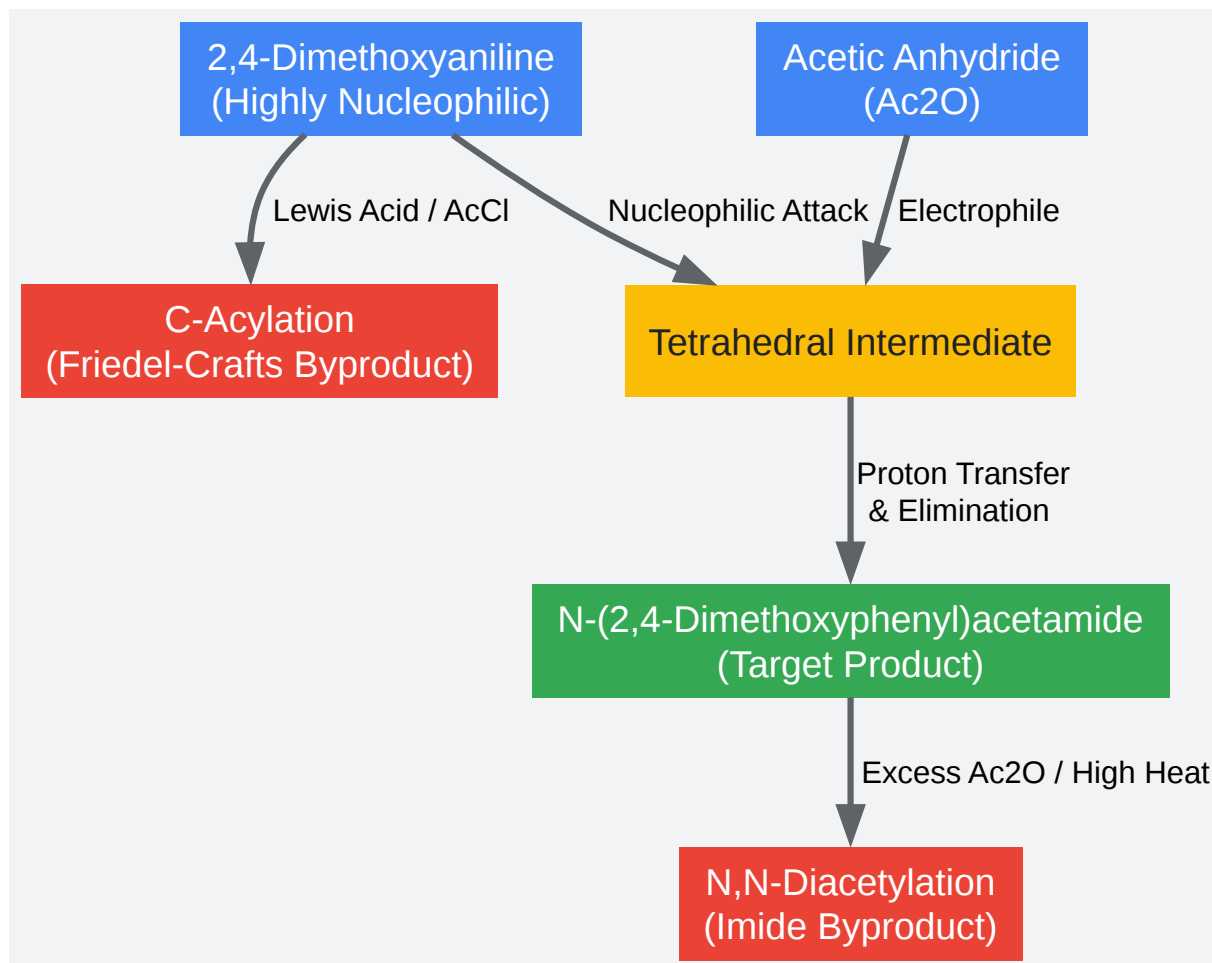 2,4-Dimethoxyaniline
(Highly Nucleophilic)
Acetic Anhydride
(Ac2O)
Lewis Acid / AcCl
Nucleophilic Attack
Electrophile
C-Acylation
(Friedel-Crafts Byproduct)
Tetrahedral Intermediate
Proton Transfer
& Elimination
N-(2,4-Dimethoxyphenyl)acetamide
(Target Product)
Excess Ac2O / High Heat
N,N-Diacetylation
(Imide Byproduct)